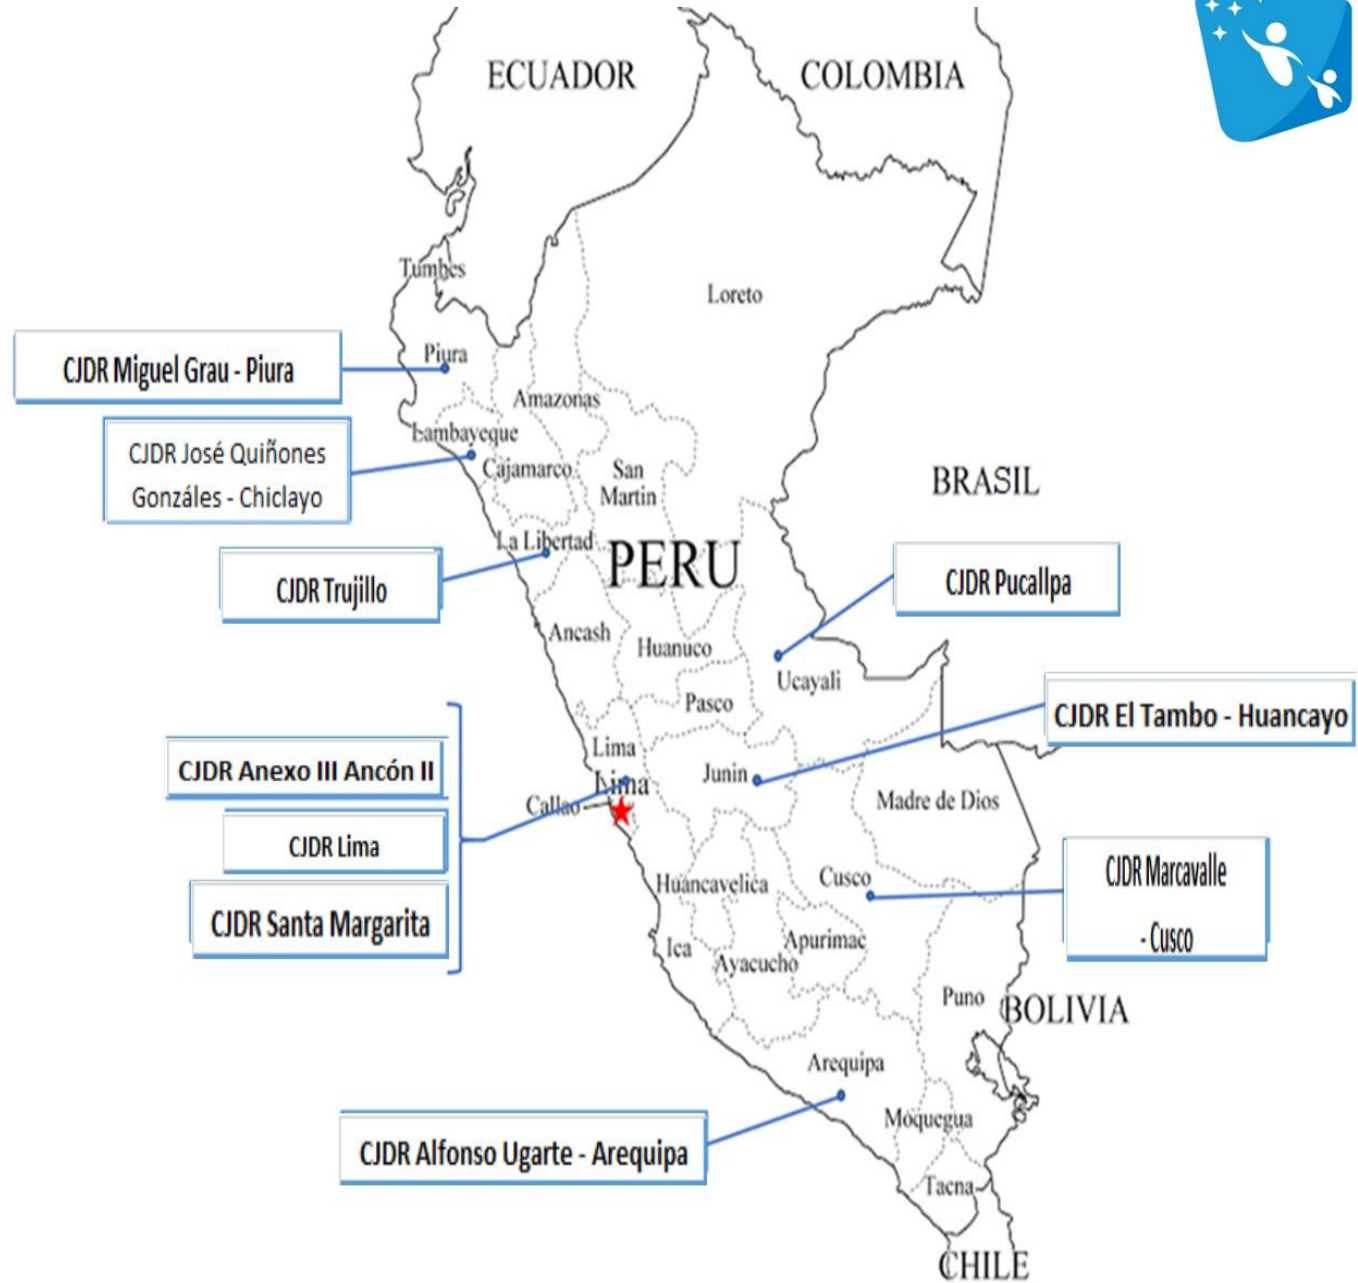 ECUADOR
COLOMBIA
Tumbes
Loreto
Piura
CJDR Miguel Grau - Piura
Amazonas
Lambayeque
CJDR José Quiñones
Gonzáles - Chiclayo
Cajamarco
San
Martin
BRASIL
La Libertad
PERU
CJDR Trujillo
CJDR Pucallpa
Ancash
Huanuco
Ucayali
Pasco
CJDR El Tambo - Huancayo
Lima
CJDR Anexo III Ancón II
Junin
Lima
Callao
Madre de Dios
CJDR Lima
Huancavelica
Cusco
CJDR Marcavalle
- Cusco
CJDR Santa Margarita
Ica
Apurimac
Ayacucho
Puno
BOLIVIA
Arequipa
Moquegua
CJDR Alfonso Ugarte - Arequipa
Tacna
CHILE